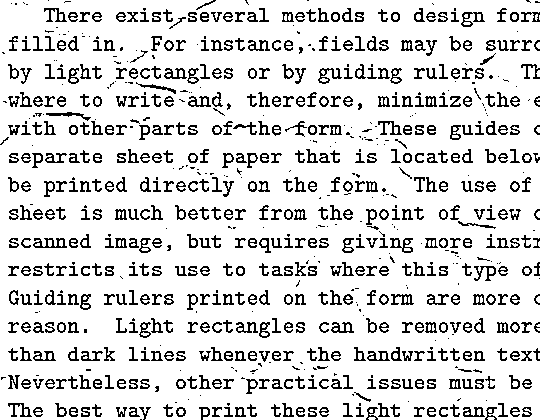 There exist several methods to design form
filled in. For instance, fields may be surro
by light rectangles or by guiding rulers. Th
where to write and, therefore, minimize the e
with other parts of the form. These guides c
separate sheet of paper that is located below
be printed directly on the form. The use of
sheet is much better from the point of view o
scanned image, but requires giving more instr
restricts its use to tasks where this type of
Guiding rulers printed on the form are more c
reason. Light rectangles can be removed more
than dark lines whenever the handwritten text
Nevertheless, other practical issues must be
The best way to print these light rectangles